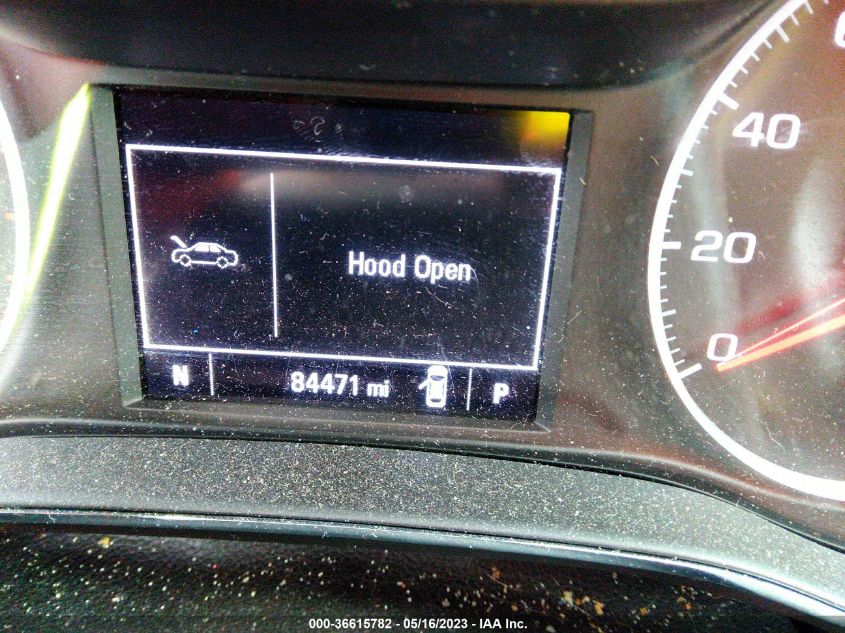 Hood Open
N 84471 mi P
40
20
0
000-36615782 - 05/16/2023 - IAA Inc.